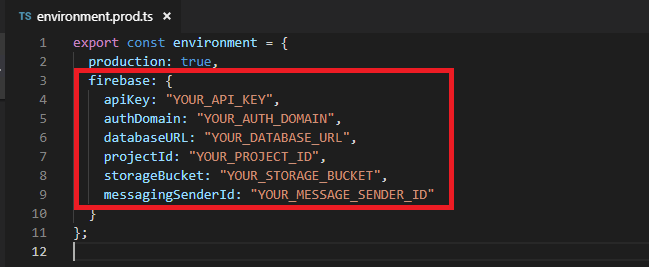 TS environment.prod.ts ×
1 export const environment = {
2 production: true,
3 firebase: {
4 apiKey: "YOUR_API_KEY",
5 authDomain: "YOUR_AUTH_DOMAIN",
6 databaseURL: "YOUR_DATABASE_URL",
7 projectId: "YOUR_PROJECT_ID",
8 storageBucket: "YOUR_STORAGE_BUCKET",
9 messagingSenderId: "YOUR_MESSAGE_SENDER_ID"
10 }
11 };
12